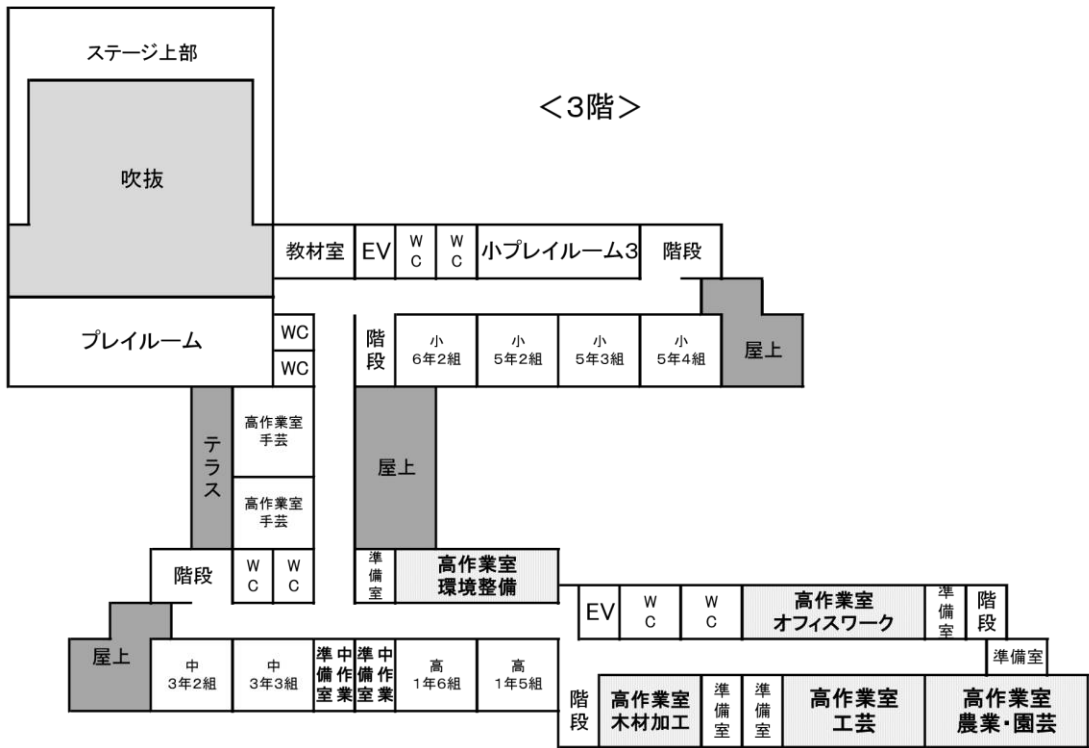 ステージ上部
＜3階＞
吹抜
教材室
EV
WC
WC
小プレイルーム3
階段
プレイルーム
WC
WC
階段
小
6年2組
小
5年2組
小
5年3組
小
5年4組
屋上
テラス
高作業室
手芸
屋上
高作業室
手芸
階段
WC
WC
準備室
高作業室
環境整備
EV
WC
WC
高作業室
オフィスワーク
準備室
階段
屋上
中
3年2組
中
3年3組
中作業
準備室
中作業
準備室
高
1年6組
高
1年5組
準備室
階段
高作業室
木材加工
準備室
準備室
高作業室
工芸
高作業室
農業・園芸